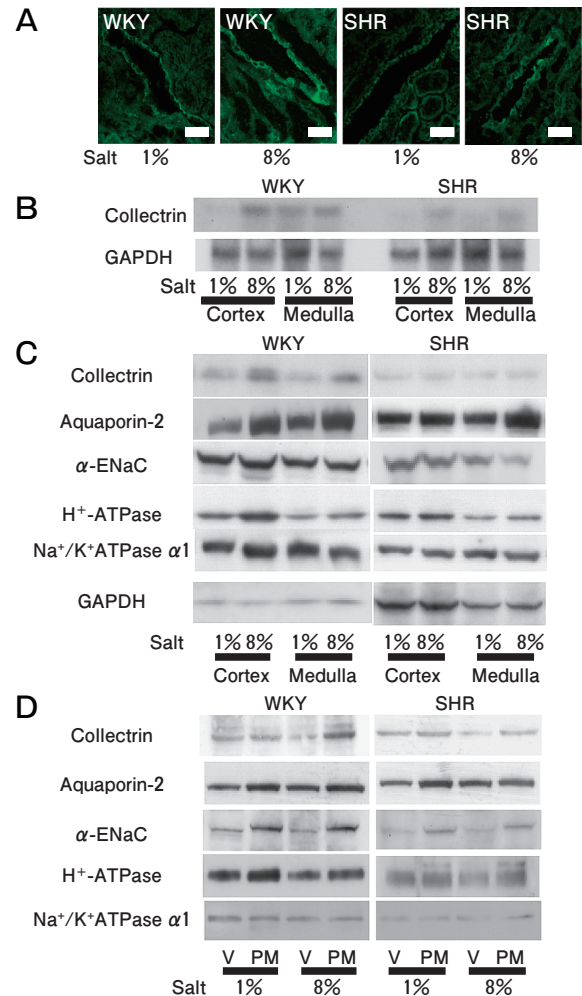 A
WKY WKY SHR SHR
Salt 1% 8% 1% 8%
B
WKY SHR
Collectrin
GAPDH
Salt 1% 8% 1% 8% 1% 8% 1% 8%
Cortex Medulla Cortex Medulla
C
WKY SHR
Collectrin
Aquaporin-2
α-ENaC
H⁺-ATPase
Na⁺/K⁺ATPase α1
GAPDH
Salt 1% 8% 1% 8% 1% 8% 1% 8%
Cortex Medulla Cortex Medulla
D
WKY SHR
Collectrin
Aquaporin-2
α-ENaC
H⁺-ATPase
Na⁺/K⁺ATPase α1
V PM V PM V PM V PM
Salt 1% 8% 1% 8%